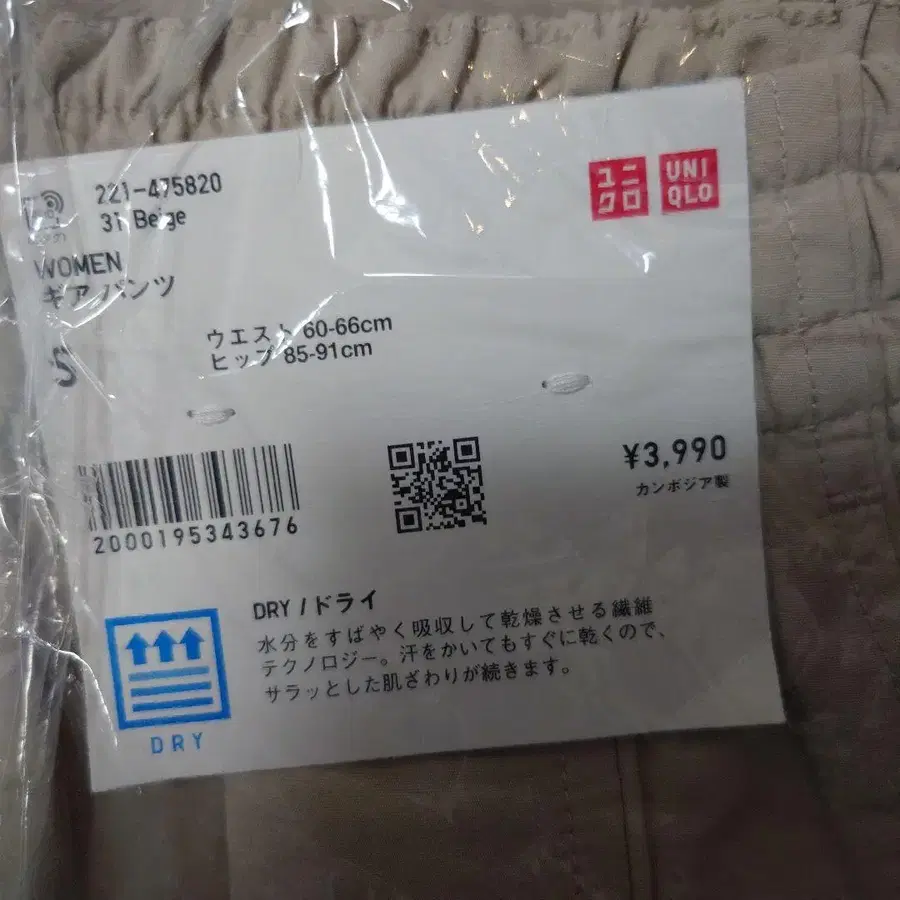 221-475820
31 Beige
WOMEN
ギア パンツ
S
ユニ
クロ
UNI
QLO
ウエスト 60-66cm
ヒップ 85-91cm
2000195343676
¥3,990
カンボジア製
DRY / ドライ
水分をすばやく吸収して乾燥させる繊維
テクノロジー。汗をかいてもすぐに乾くので、
サラッとした肌ざわりが続きます。
DRY